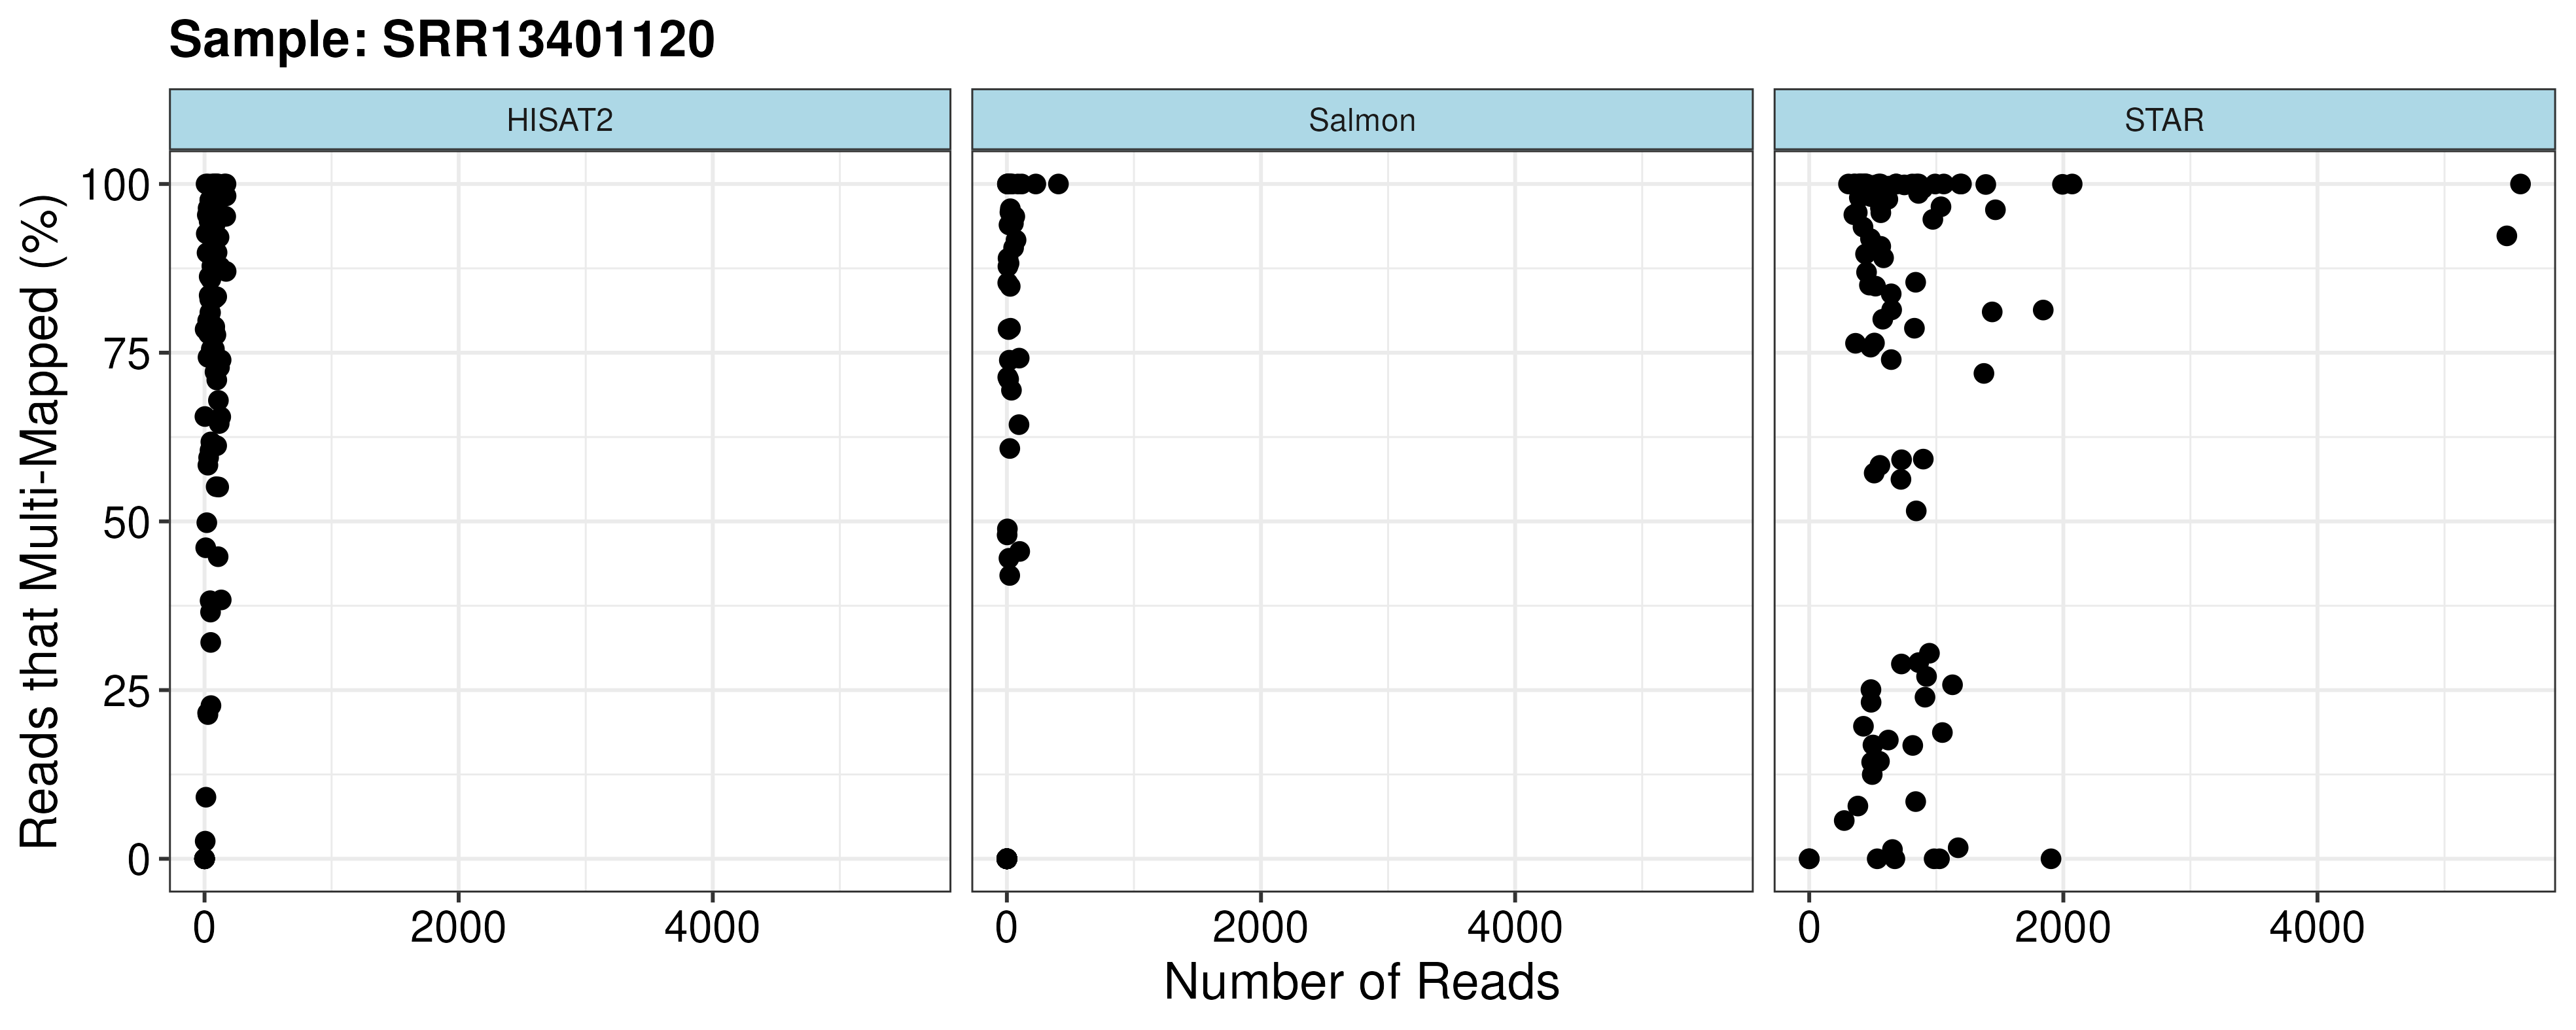 Sample: SRR13401120
HISAT2
Salmon
STAR
Reads that Multi-Mapped (%)
100
75
50
25
0
0 2000 4000
0 2000 4000
0 2000 4000
Number of Reads